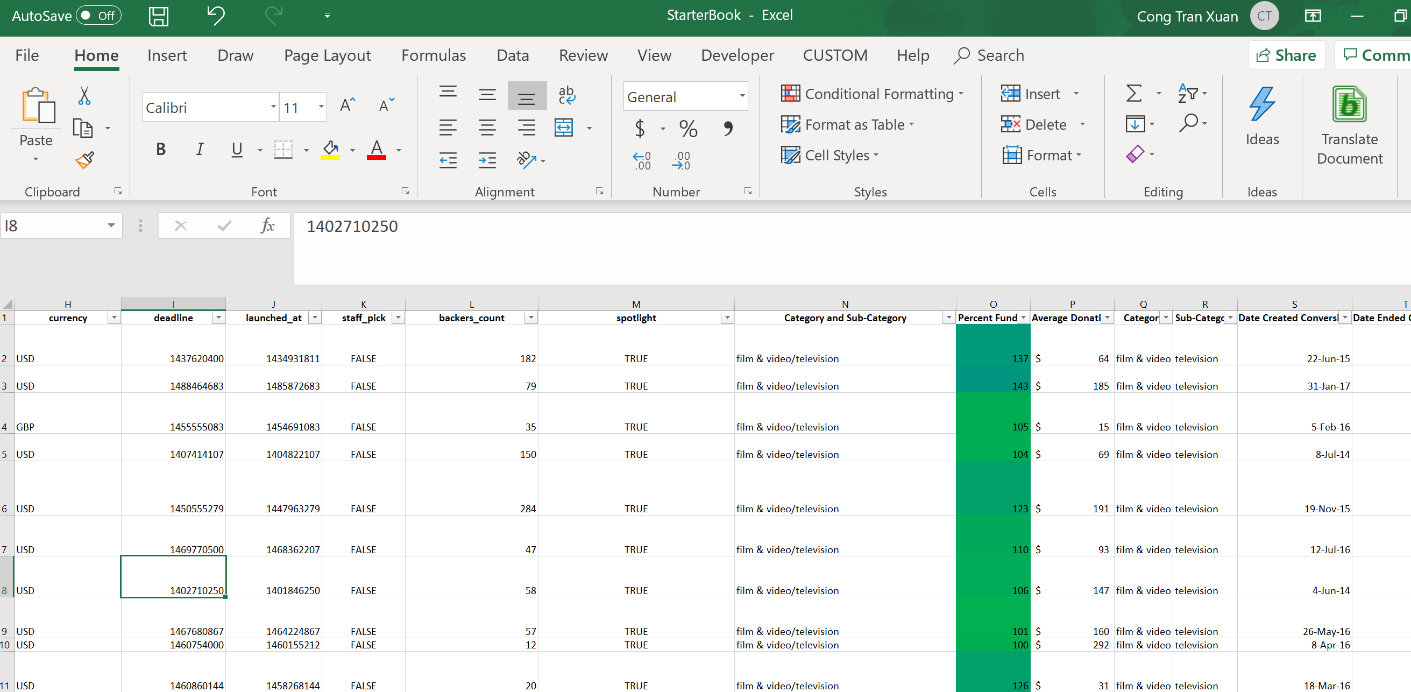 AutoSave Off StarterBook - Excel Cong Tran Xuan CT
File Home Insert Draw Page Layout Formulas Data Review View Developer CUSTOM Help Search Share Comm
Calibri 11 ab General Conditional Formatting Insert Σ
Paste $ % Format as Table Delete Ideas Translate Document
B I U A Cell Styles Format
Clipboard Font Alignment Number Styles Cells Editing Ideas
I8 fx 1402710250
H I J K L M N O P Q R S T
1 currency deadline launched_at staff_pick backers_count spotlight Category and Sub-Category Percent Fund Average Donati Categor Sub-Catego Date Created Conversi Date Ended
2 USD 1437620400 1434931811 FALSE 182 TRUE film & video/television 137 $ 64 film & video television 22-Jun-15
3 USD 1488464683 1485872683 FALSE 79 TRUE film & video/television 143 $ 185 film & video television 31-Jan-17
4 GBP 1455555083 1454691083 FALSE 35 TRUE film & video/television 105 $ 15 film & video television 5-Feb-16
5 USD 1407414107 1404822107 FALSE 150 TRUE film & video/television 104 $ 69 film & video television 8-Jul-14
6 USD 1450555279 1447963279 FALSE 284 TRUE film & video/television 123 $ 191 film & video television 19-Nov-15
7 USD 1469770500 1468362207 FALSE 47 TRUE film & video/television 110 $ 93 film & video television 12-Jul-16
8 USD 1402710250 1401846250 FALSE 58 TRUE film & video/television 106 $ 147 film & video television 4-Jun-14
9 USD 1467680867 1464224867 FALSE 57 TRUE film & video/television 101 $ 160 film & video television 26-May-16
10 USD 1460754000 1460155212 FALSE 12 TRUE film & video/television 100 $ 292 film & video television 8-Apr-16
11 USD 1460860144 1458268144 FALSE 20 TRUE film & video/television 126 $ 31 film & video television 18-Mar-16